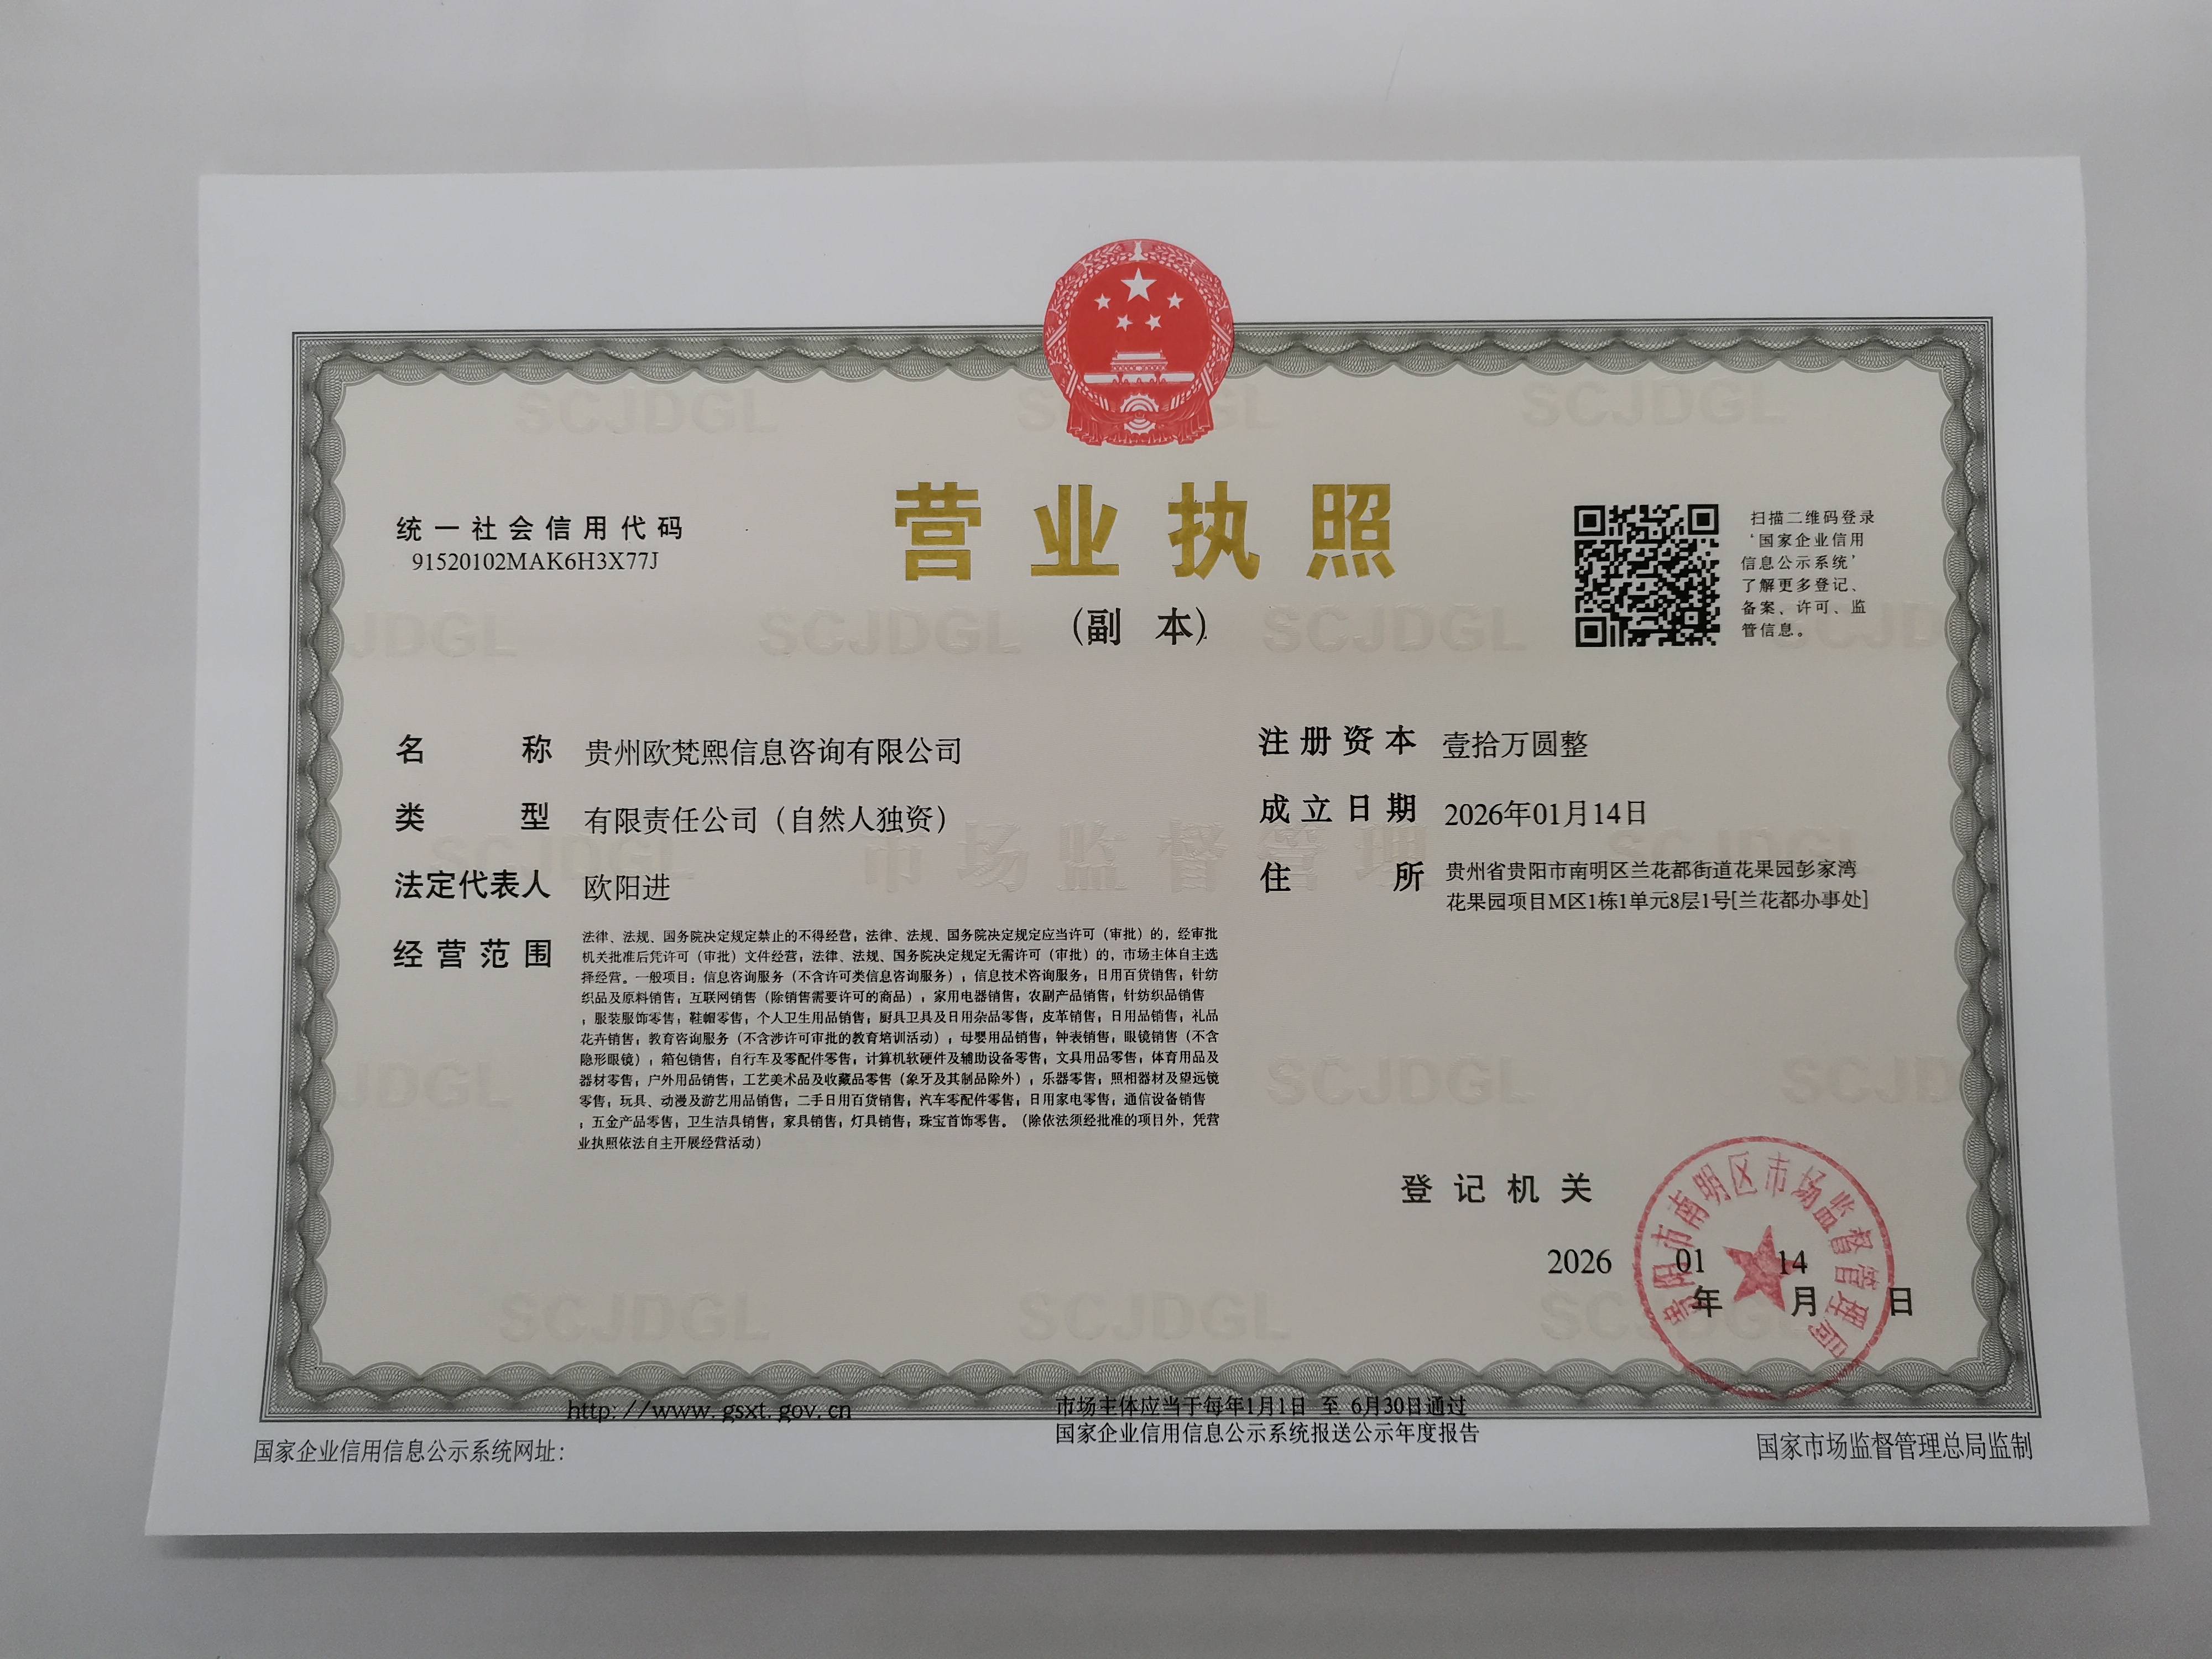 营业执照
(副 本)
统一社会信用代码
91520102MAK6H3X77J
扫描二维码登录
‘国家企业信用
信息公示系统’
了解更多登记、
备案、许可、监
管信息。
名称 贵州欧梵熙信息咨询有限公司
类型 有限责任公司（自然人独资）
法定代表人 欧阳进
经营范围 法律、法规、国务院决定规定禁止的不得经营；法律、法规、国务院决定规定应当许可（审批）的，经审批
机关批准后凭许可（审批）文件经营；法律、法规、国务院决定规定无需许可（审批）的，市场主体自主选
择经营。一般项目：信息咨询服务（不含许可类信息咨询服务）；信息技术咨询服务；日用百货销售；针纺
织品及原料销售；互联网销售（除销售需要许可的商品）；家用电器销售；农副产品销售；针纺织品销售
；服装服饰零售；鞋帽零售；个人卫生用品销售；厨具卫具及日用杂品零售；皮革销售；日用品销售；礼品
花卉销售；教育咨询服务（不含涉许可审批的教育培训活动）；母婴用品销售；钟表销售；眼镜销售（不含
隐形眼镜）；箱包销售；自行车及零配件零售；计算机软硬件及辅助设备零售；文具用品零售；体育用品及
器材零售；户外用品销售；工艺美术品及收藏品零售（象牙及其制品除外）；乐器零售；照相器材及望远镜
零售；玩具、动漫及游艺用品销售；二手日用百货销售；汽车零配件零售；日用家电零售；通信设备销售
；五金产品零售；卫生洁具销售；家具销售；灯具销售；珠宝首饰零售。（除依法须经批准的项目外，凭营
业执照依法自主开展经营活动）
注册资本 壹拾万圆整
成立日期 2026年01月14日
住所 贵州省贵阳市南明区兰花都街道花果园彭家湾
花果园项目M区1栋1单元8层1号[兰花都办事处]
登记机关
贵阳市南明区市场监督管理局
2026 01 14
年 月 日
SCJDGL
市场监督管理
http://www.gsxt.gov.cn
国家企业信用信息公示系统网址：
市场主体应当于每年1月1日 至 6月30日通过
国家企业信用信息公示系统报送公示年度报告
国家市场监督管理总局监制